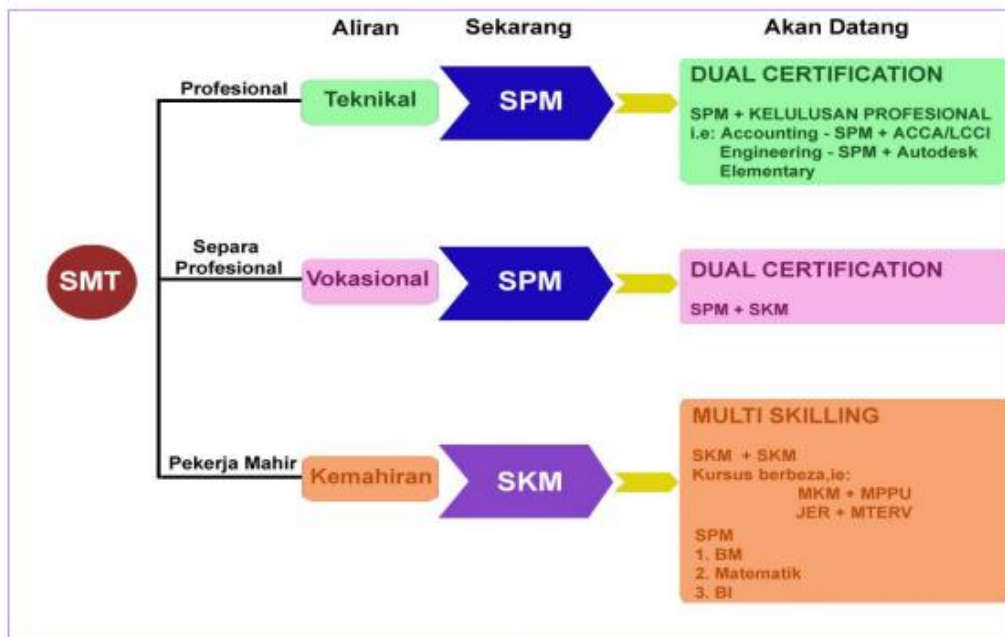 Aliran Sekarang Akan Datang
Profesional
Teknikal
SPM
DUAL CERTIFICATION
SPM + KELULUSAN PROFESIONAL
i.e: Accounting - SPM + ACCA/LCCI
Engineering - SPM + Autodesk
Elementary
SMT
Separa
Profesional
Vokasional
SPM
DUAL CERTIFICATION
SPM + SKM
Pekerja Mahir
Kemahiran
SKM
MULTI SKILLING
SKM + SKM
Kursus berbeza,ie:
MKM + MPPU
JER + MTERV
SPM
1. BM
2. Matematik
3. BI